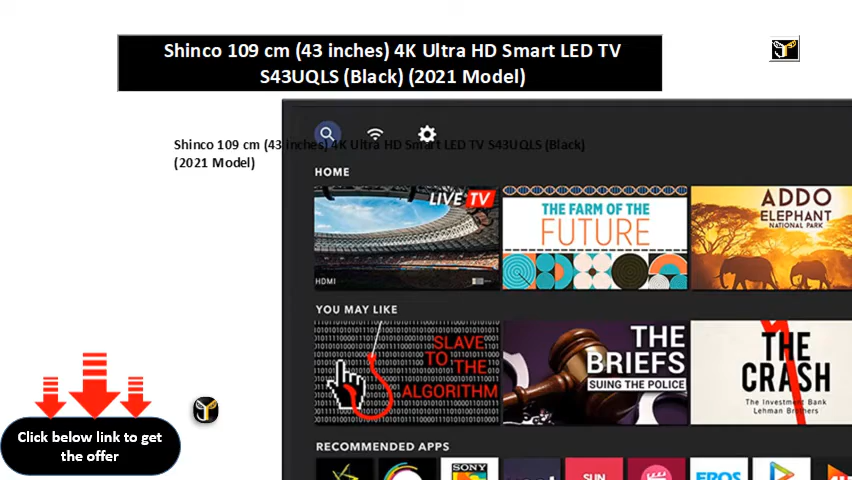 Shinco 109 cm (43 inches) 4K Ultra HD Smart LED TV
S43UQLS (Black) (2021 Model)
Shinco 109 cm (43 inches) 4K Ultra HD Smart LED TV S43UQLS (Black)
(2021 Model)
HOME
LIVE TV
HDMI
THE FARM OF THE
FUTURE
ADDO
ELEPHANT
NATIONAL PARK
YOU MAY LIKE
SLAVE
TO THE
ALGORITHM
THE
BRIEFS
SUING THE POLICE
THE
CRASH
The Investment Bank
Lehman Brothers
RECOMMENDED APPS
SONY
SUN
EROS
Click below link to get
the offer